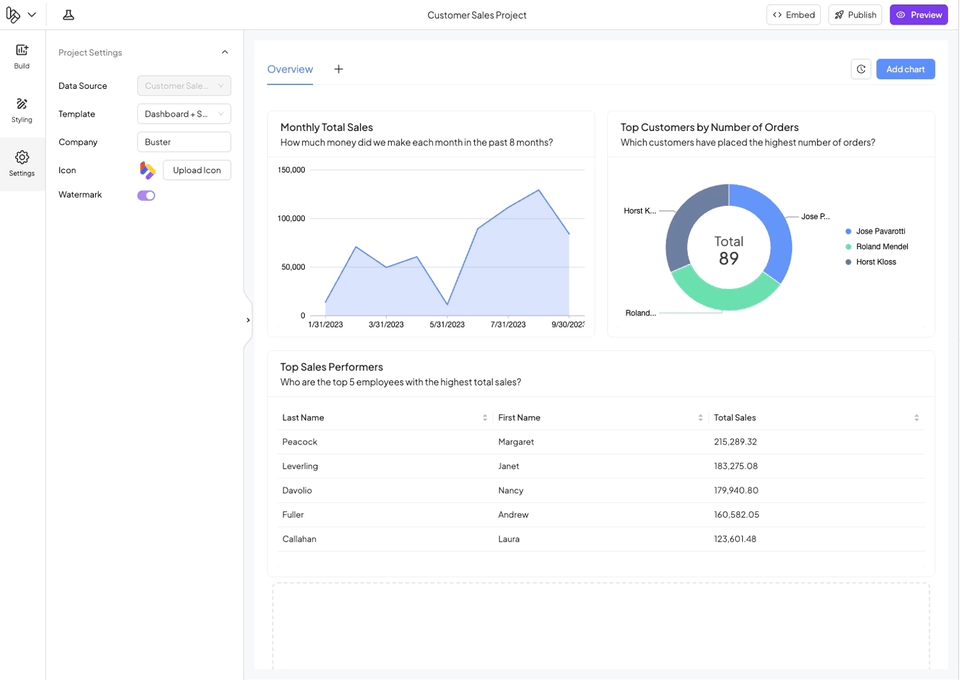 Customer Sales Project
Embed
Publish
Preview
Build
Styling
Settings
Project Settings
Data Source
Customer Sale...
Template
Dashboard + S...
Company
Buster
Icon
Upload Icon
Watermark
Overview
Add chart
Monthly Total Sales
How much money did we make each month in the past 8 months?
150,000
100,000
50,000
0
1/31/2023 3/31/2023 5/31/2023 7/31/2023 9/30/2023
Top Customers by Number of Orders
Which customers have placed the highest number of orders?
Horst K...
Jose P...
Roland...
Total
89
Jose Pavarotti
Roland Mendel
Horst Kloss
Top Sales Performers
Who are the top 5 employees with the highest total sales?
Last Name First Name Total Sales
Peacock Margaret 215,289.32
Leverling Janet 183,275.08
Davolio Nancy 179,940.80
Fuller Andrew 160,582.05
Callahan Laura 123,601.48